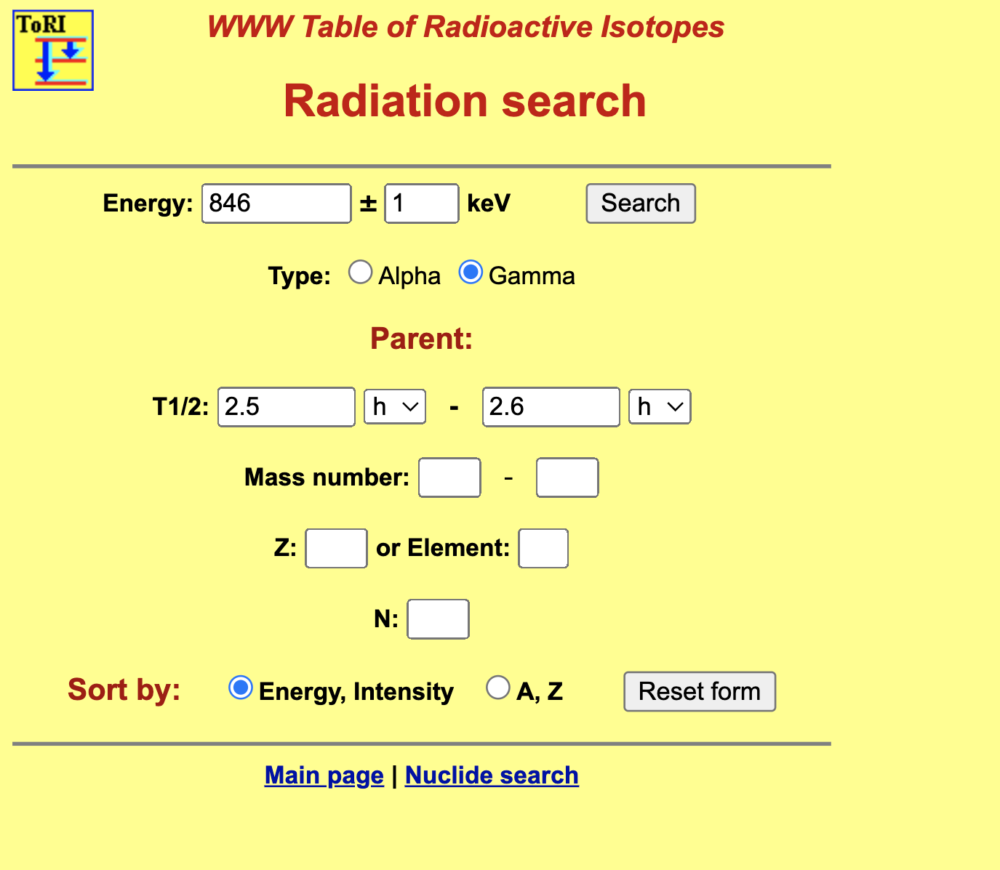 ToRI
WWW Table of Radioactive Isotopes
Radiation search
Energy: 846 ± 1 keV Search
Type: Alpha Gamma
Parent:
T1/2: 2.5 h - 2.6 h
Mass number: -
Z: or Element:
N:
Sort by: Energy, Intensity A, Z Reset form
Main page | Nuclide search